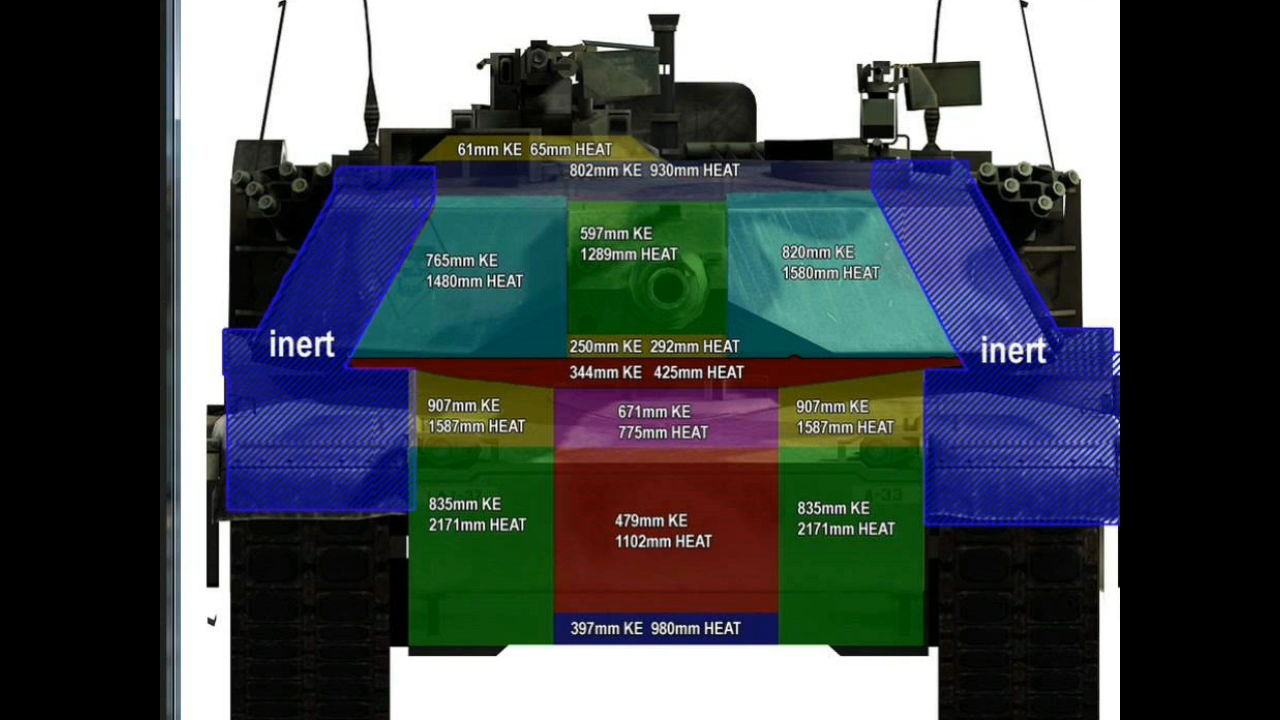 61mm KE 65mm HEAT
802mm KE 930mm HEAT
597mm KE
1289mm HEAT
765mm KE
1480mm HEAT
820mm KE
1580mm HEAT
inert
250mm KE 292mm HEAT
inert
344mm KE 425mm HEAT
907mm KE
1587mm HEAT
671mm KE
775mm HEAT
907mm KE
1587mm HEAT
835mm KE
2171mm HEAT
479mm KE
1102mm HEAT
835mm KE
2171mm HEAT
397mm KE 980mm HEAT